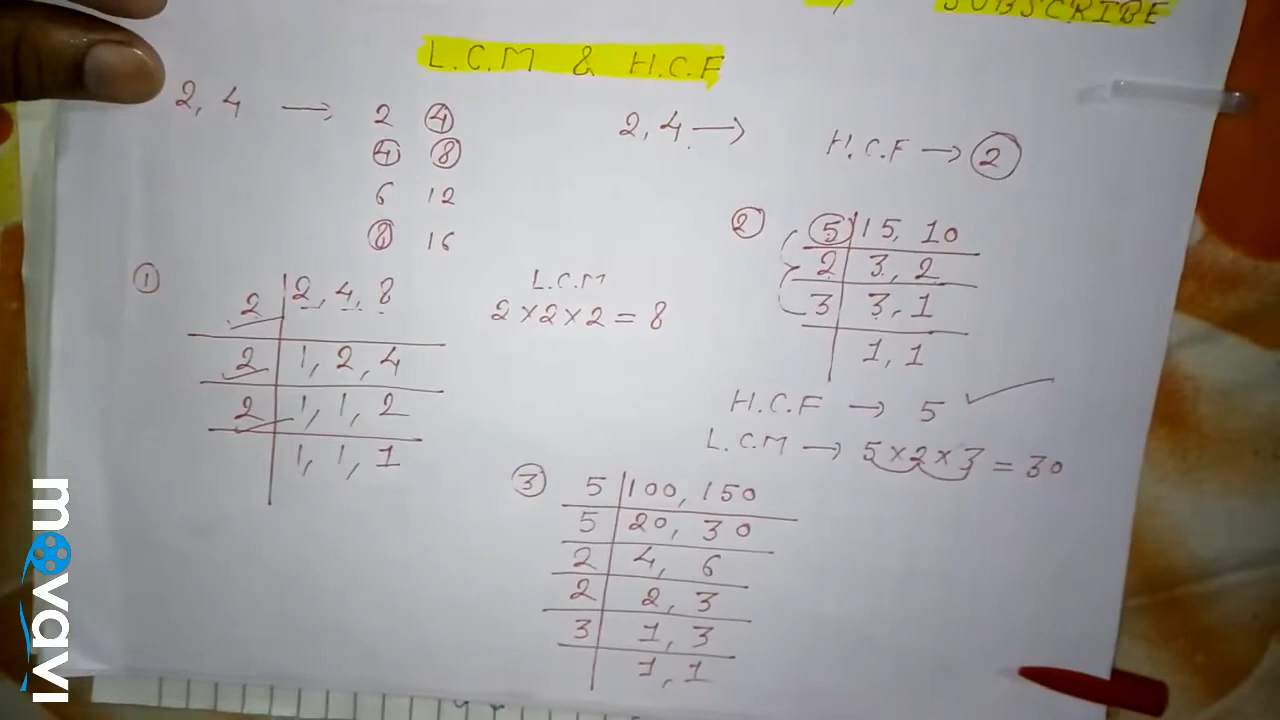 SUBSCRIBE
L.C.M & H.C.F
2, 4 → 2 4
4 8
6 12
8 16
2, 4 → H.C.F → 2
① 2 | 2, 4, 8
2 | 1, 2, 4
2 | 1, 1, 2
1, 1, 1
L.C.M
2 × 2 × 2 = 8
② 5 | 15, 10
2 | 3, 2
3 | 3, 1
1, 1
H.C.F → 5 ✓
L.C.M → 5 × 2 × 3 = 30
③ 5 | 100, 150
5 | 20, 30
2 | 4, 6
2 | 2, 3
3 | 1, 3
1, 1
movavi